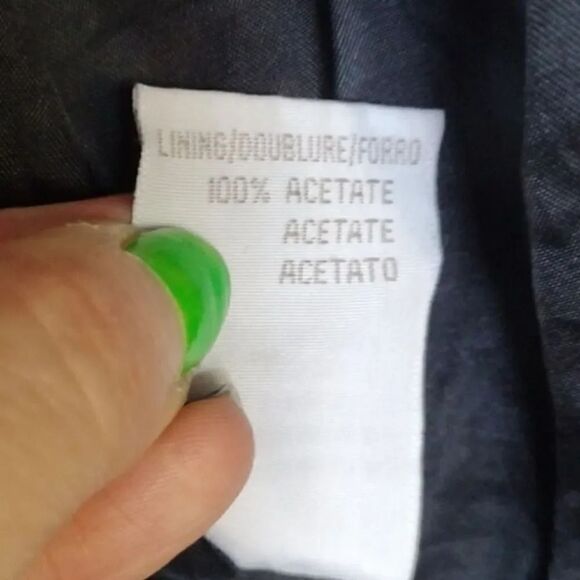 LINING/DOUBLURE/FORRO
100% ACETATE
ACETATE
ACETATO